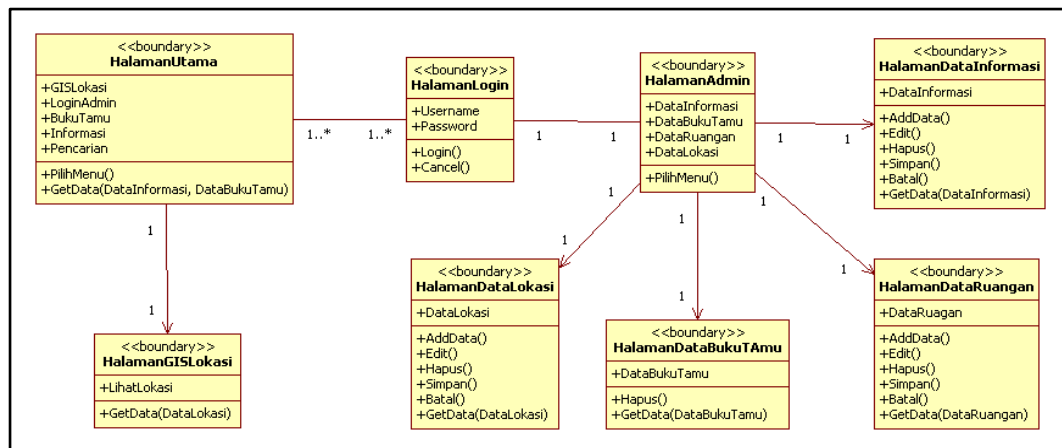 <<boundary>>
HalamanUtama
+GISLokasi
+LoginAdmin
+BukuTamu
+Informasi
+Pencarian
+PilihMenu()
+GetData(DataInformasi, DataBukuTamu)
1..*
1..*
<<boundary>>
HalamanLogin
+Username
+Password
+Login()
+Cancel()
1
1
<<boundary>>
HalamanAdmin
+DataInformasi
+DataBukuTamu
+DataRuangan
+DataLokasi
+PilihMenu()
1
1
<<boundary>>
HalamanDataInformasi
+DataInformasi
+AddData()
+Edit()
+Hapus()
+Simpan()
+Batal()
+GetData(DataInformasi)
1
1
<<boundary>>
HalamanGISLokasi
+LihatLokasi
+GetData(DataLokasi)
1
1
<<boundary>>
HalamanDataLokasi
+DataLokasi
+AddData()
+Edit()
+Hapus()
+Simpan()
+Batal()
+GetData(DataLokasi)
1
1
<<boundary>>
HalamanDataBukuTAmu
+DataBukuTamu
+Hapus()
+GetData(DataBukuTamu)
1
1
<<boundary>>
HalamanDataRuangan
+DataRuagan
+AddData()
+Edit()
+Hapus()
+Simpan()
+Batal()
+GetData(DataRuangan)